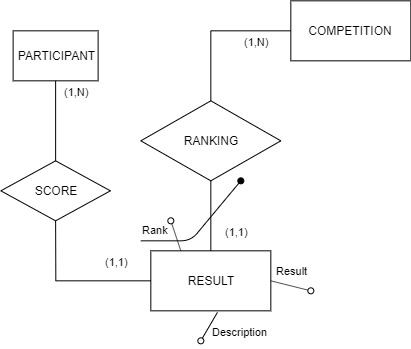 COMPETITION
(1,N)
PARTICIPANT
(1,N)
RANKING
SCORE
Rank
(1,1)
(1,1)
Result
RESULT
Description